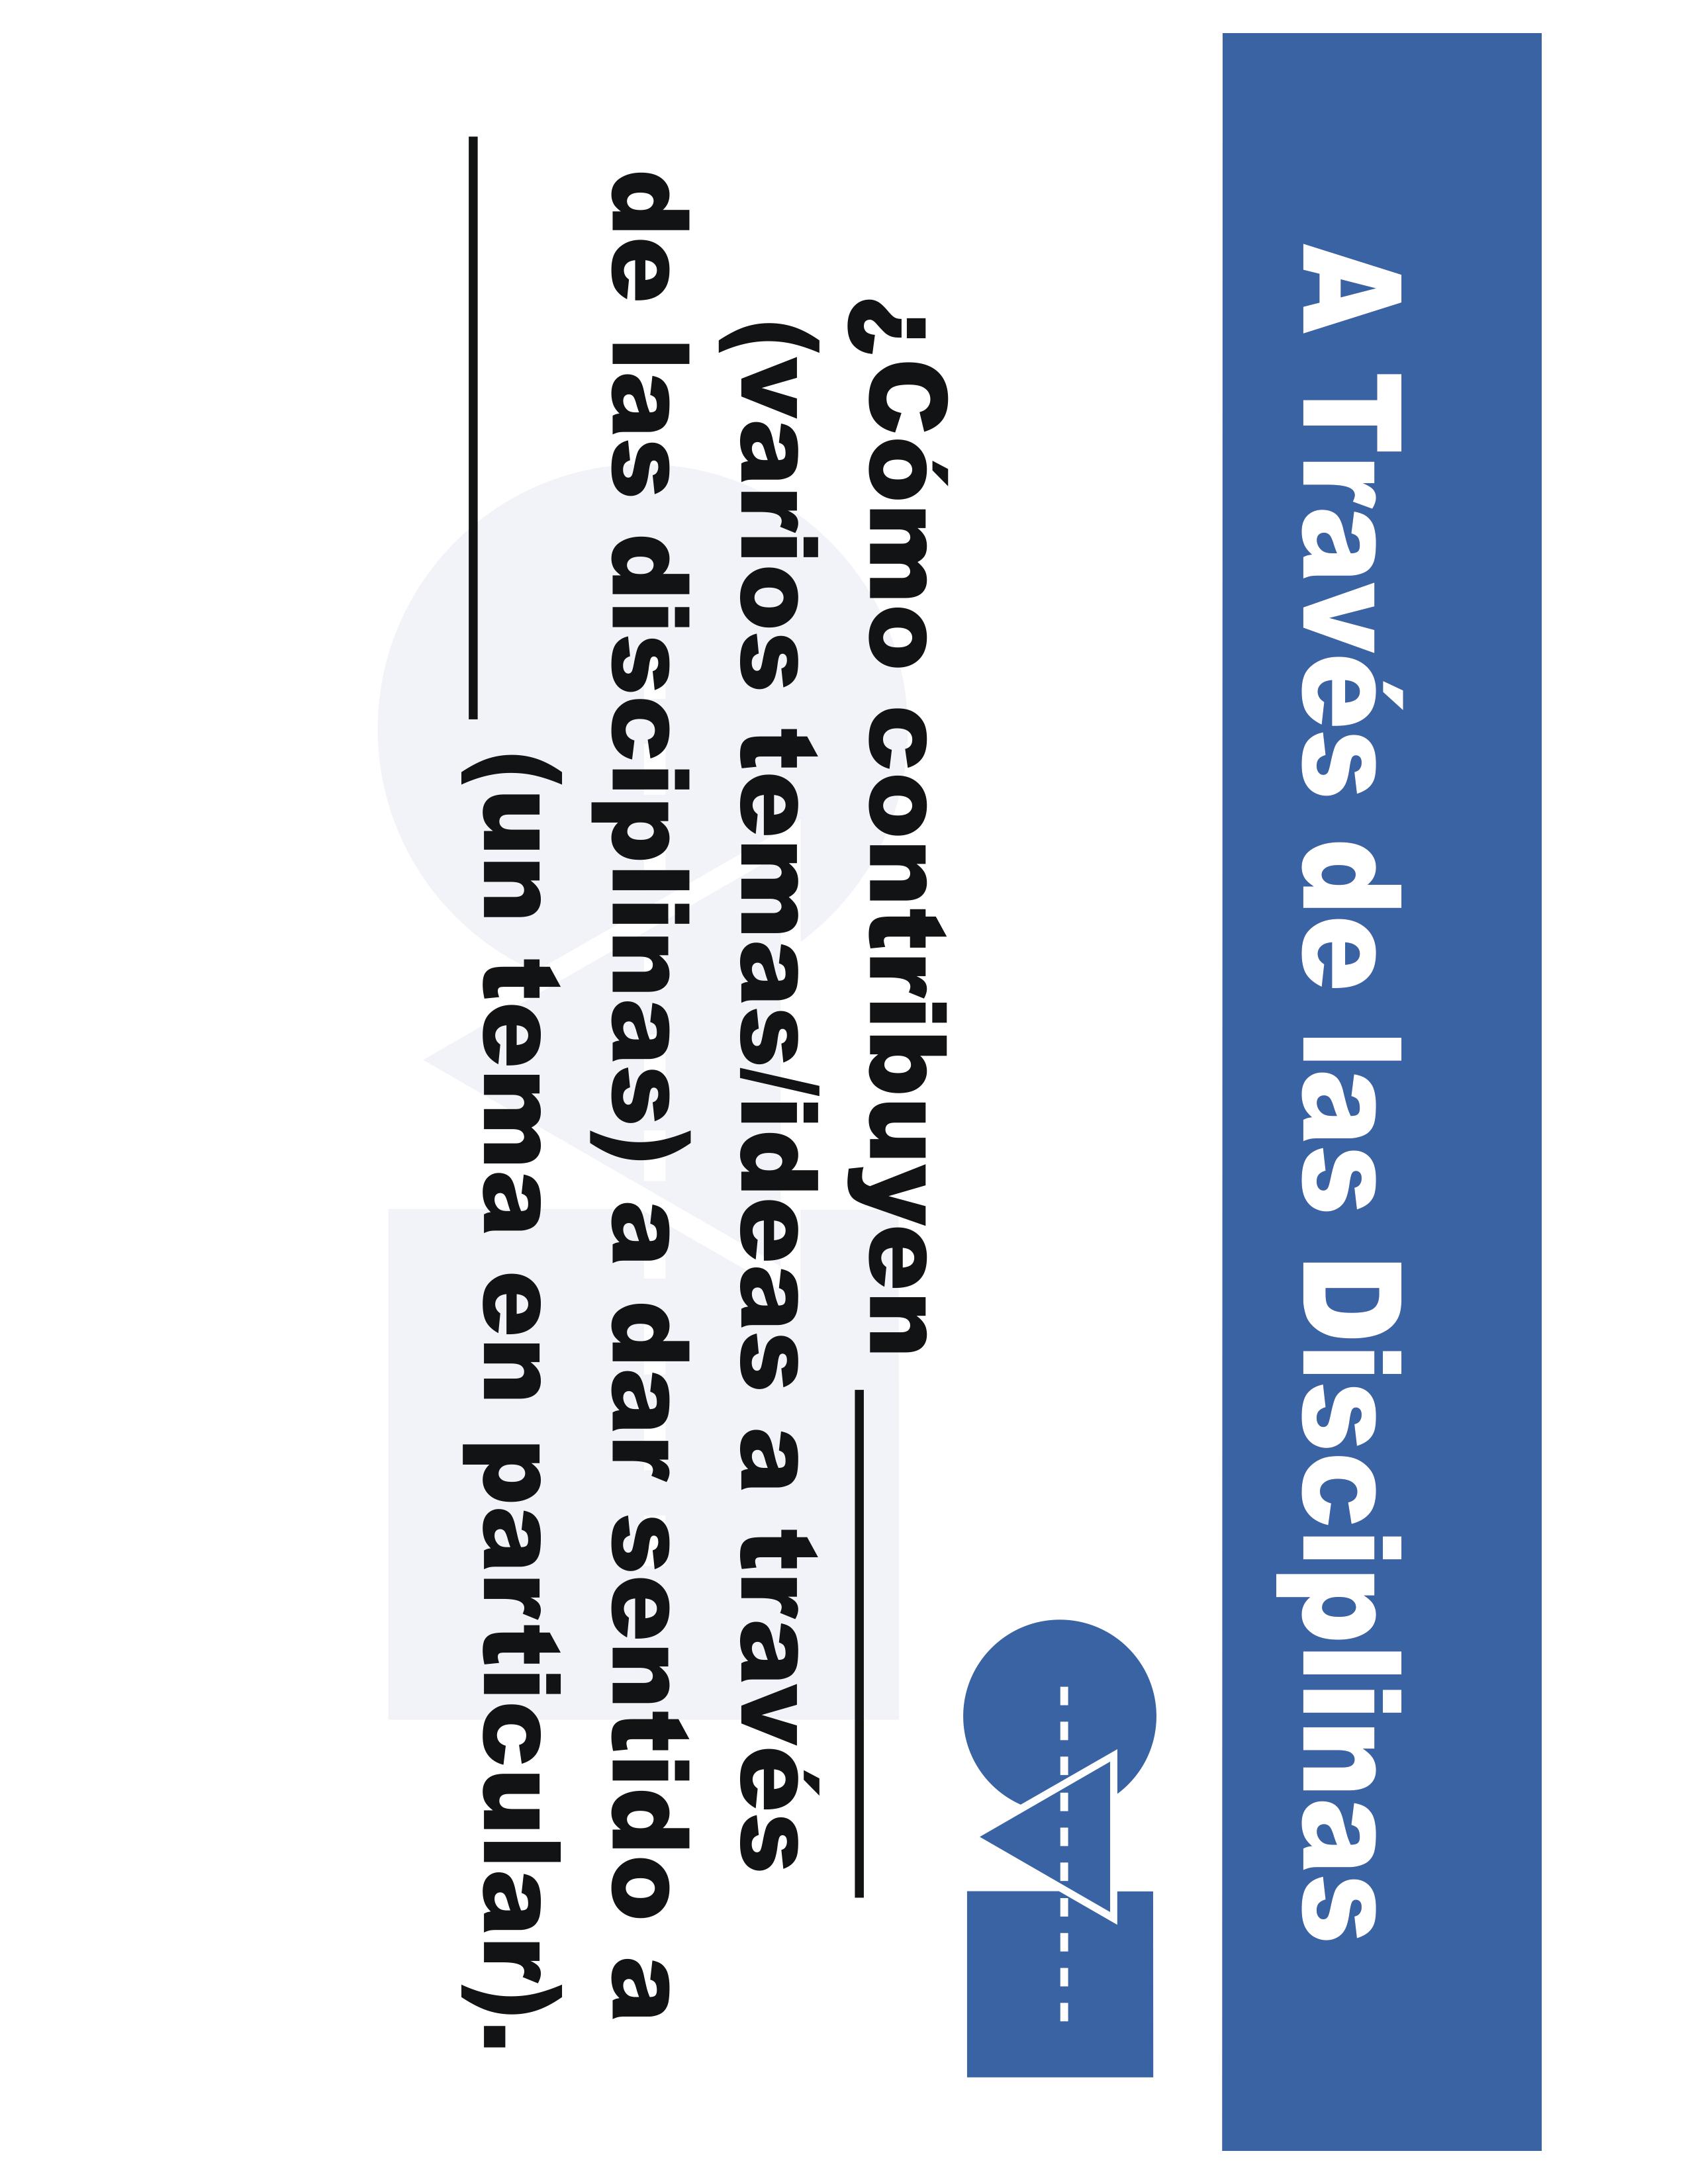 A Través de las Disciplinas
¿Cómo contribuyen __________
(varios temas/ideas a través
de las disciplinas) a dar sentido a
___________ (un tema en particular).